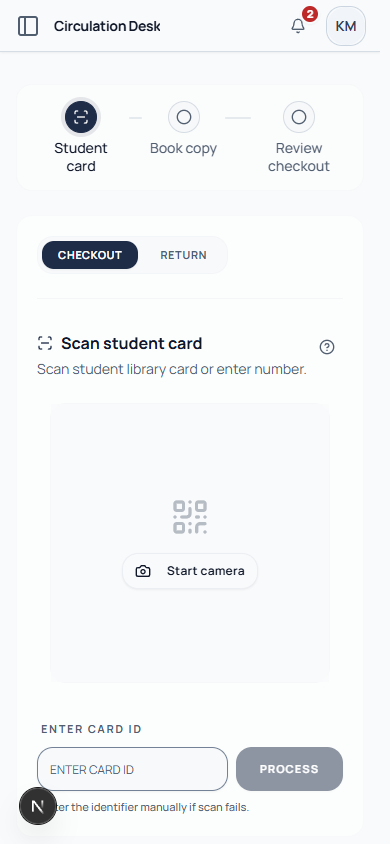 Circulation Desk
2
KM
Student
card
Book copy
Review
checkout
CHECKOUT
RETURN
Scan student card
Scan student library card or enter number.
Start camera
ENTER CARD ID
ENTER CARD ID
PROCESS
N
the identifier manually if scan fails.